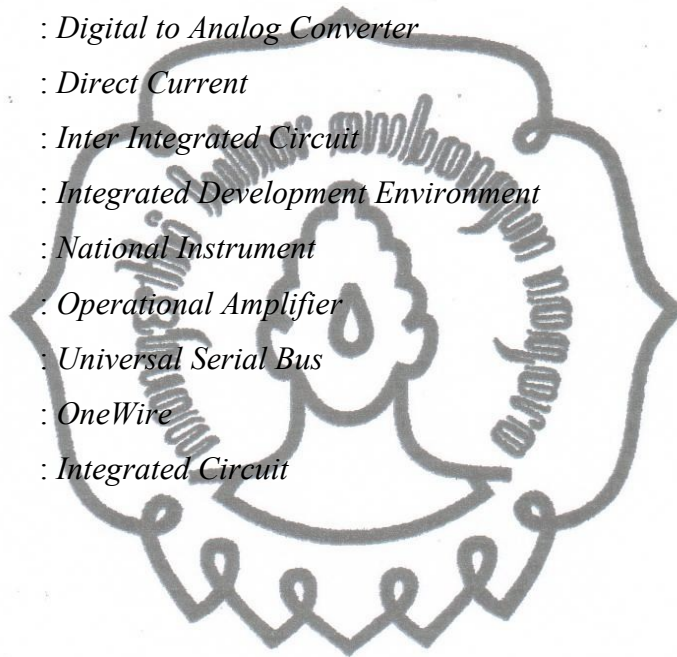 : Digital to Analog Converter
: Direct Current
: Inter Integrated Circuit
: Integrated Development Environment
: National Instrument
: Operational Amplifier
: Universal Serial Bus
: OneWire
: Integrated Circuit